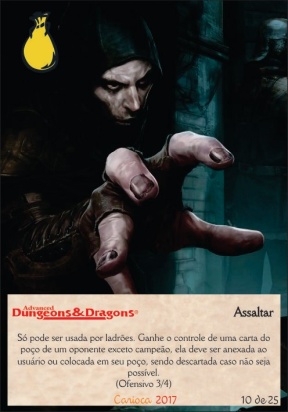 Advanced
Dungeons & Dragons® Assaltar
Só pode ser usada por ladrões. Ganhe o controle de uma carta do
poço de um oponente exceto campeão, ela deve ser anexada ao
usuário ou colocada em seu poço, sendo descartada caso não seja
possível.
(Ofensivo 3/4)
Carioca 2017 10 de 25